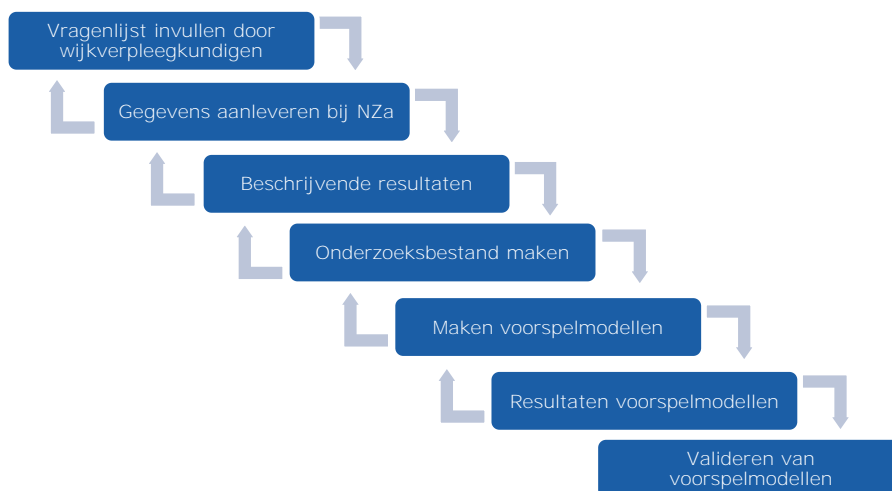 Vragenlijst invullen door
wijkverpleegkundigen
Gegevens aanleveren bij NZa
Beschrijvende resultaten
Onderzoeksbestand maken
Maken voorspelmodellen
Resultaten voorspelmodellen
Valideren van
voorspelmodellen